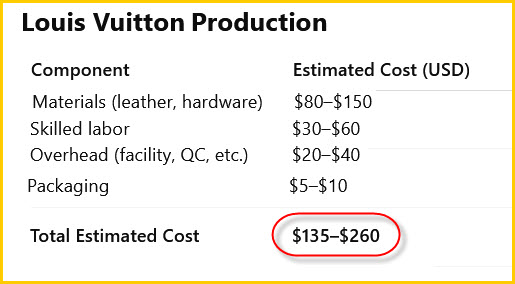 Louis Vuitton Production
Component Estimated Cost (USD)
Materials (leather, hardware) $80–$150
Skilled labor $30–$60
Overhead (facility, QC, etc.) $20–$40
Packaging $5–$10
Total Estimated Cost $135–$260